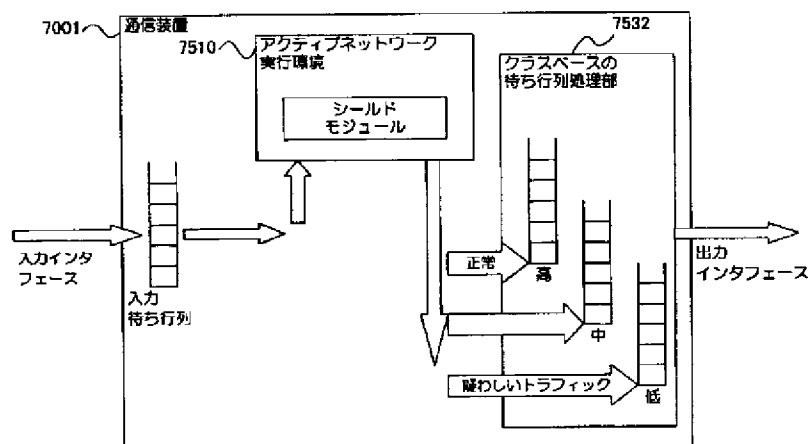 7001
通信装置
7510
アクティブネットワーク
実行環境
シールド
モジュール
7532
クラスベースの
待ち行列処理部
入力インタ
フェース
入力
待ち行列
正常
高
中
疑わしいトラフィック
低
出力
インタフェース